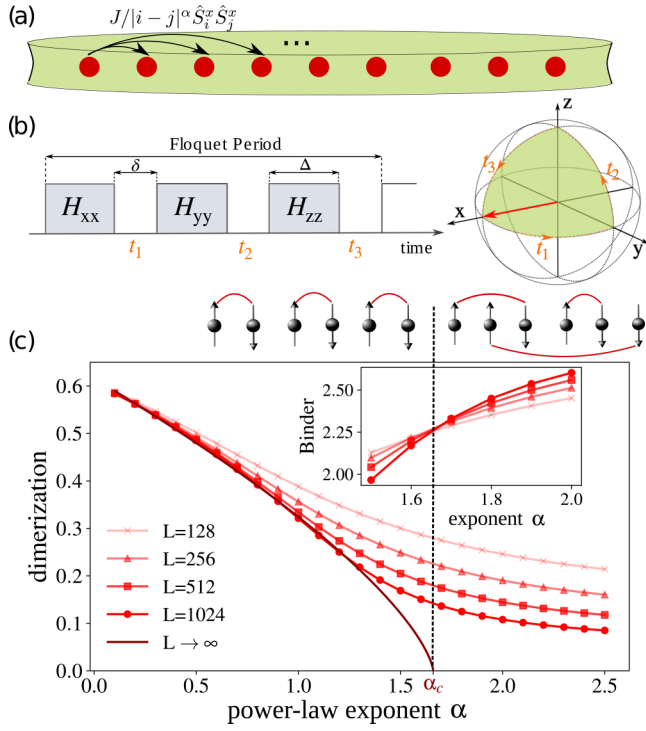 (a)
J/|i − j|^α Ŝ_i^x Ŝ_j^x
...
(b)
Floquet Period
δ
Δ
H_xx
H_yy
H_zz
t_1
t_2
t_3
time
z
t_3
t_2
x
t_1
y
(c)
dimerization
0.6
0.5
0.4
0.3
0.2
0.1
0.0
L=128
L=256
L=512
L=1024
L → ∞
Binder
2.50
2.25
2.00
1.6
1.8
2.0
exponent α
0.0
0.5
1.0
1.5
α_c
2.0
2.5
power-law exponent α